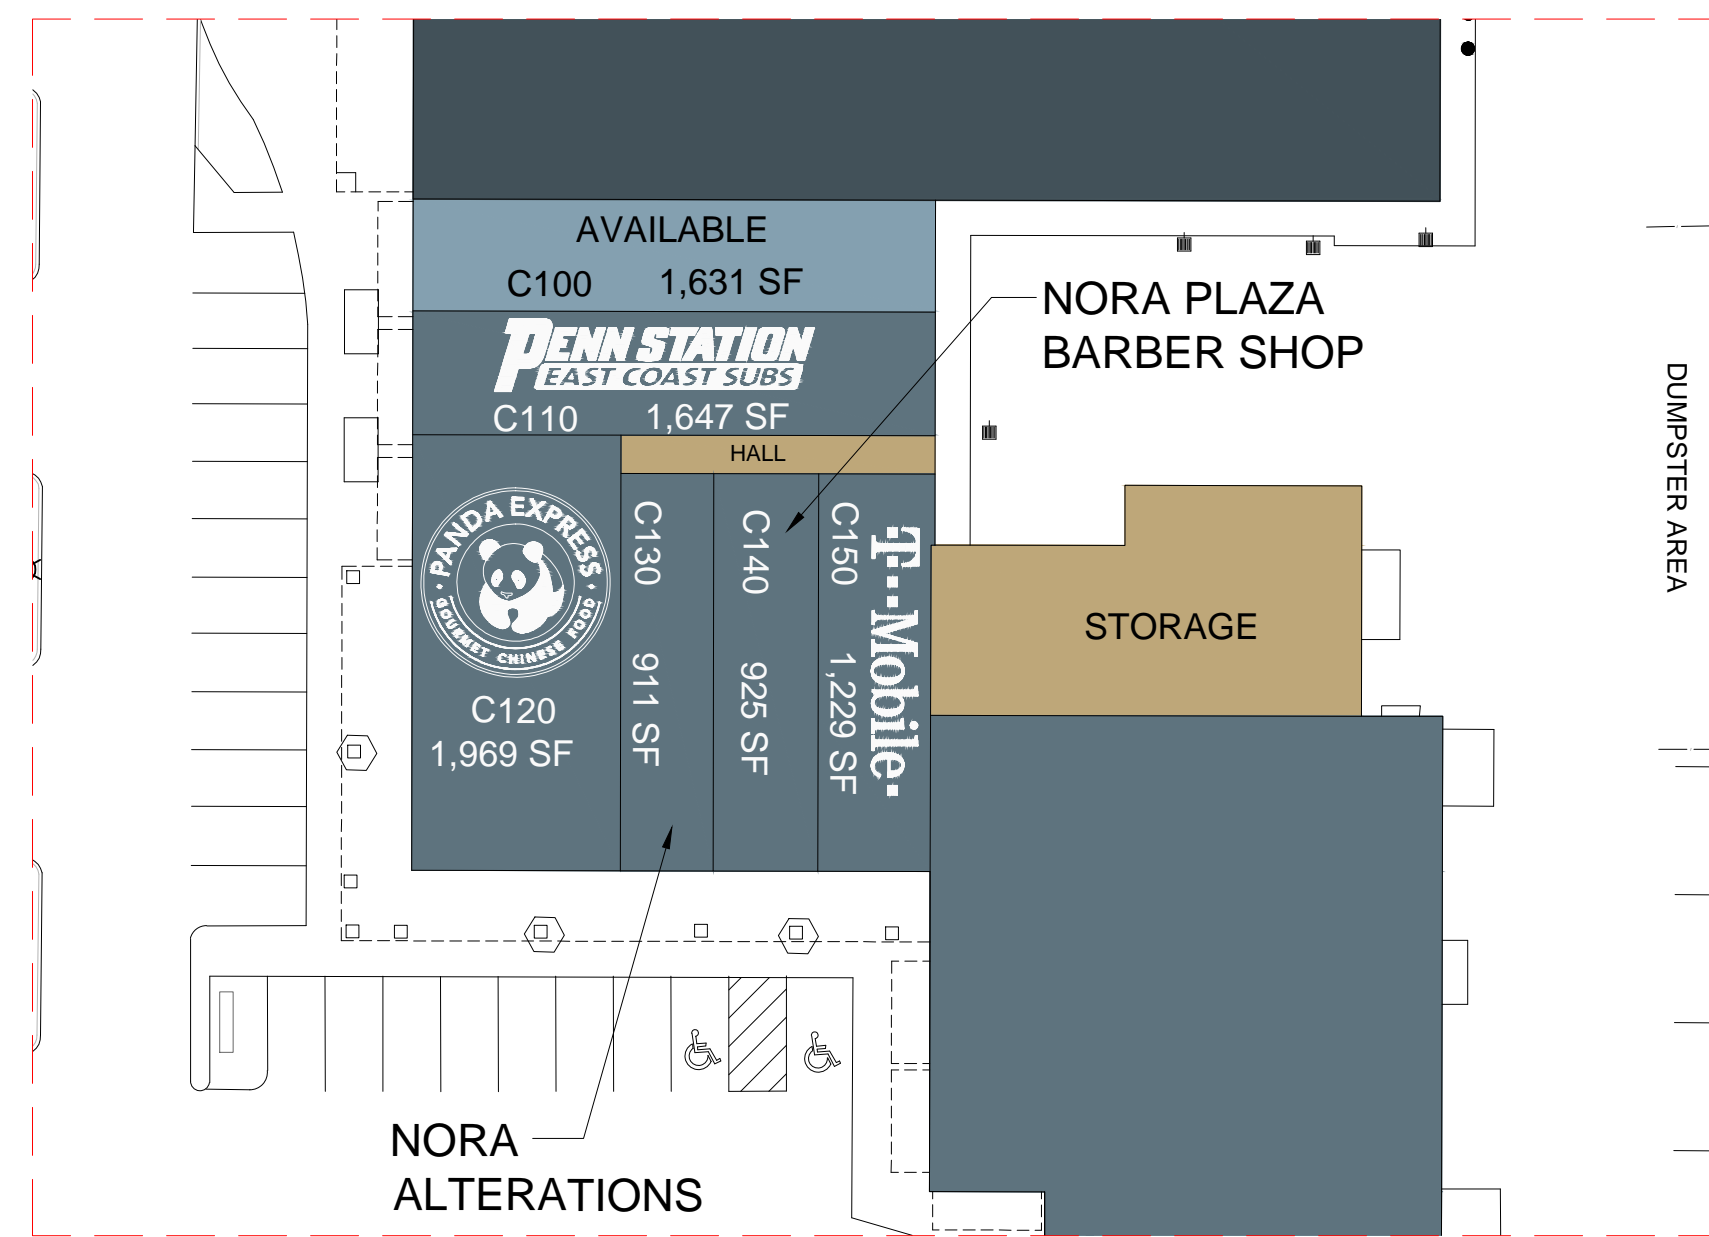 AVAILABLE
C100 1,631 SF
NORA PLAZA
BARBER SHOP
PENN STATION
EAST COAST SUBS
C110 1,647 SF
HALL
DUMPSTER AREA
PANDA EXPRESS
GOURMET CHINESE FOOD
C120
1,969 SF
C130 911 SF
C140 925 SF
C150 1,229 SF
T··Mobile·
STORAGE
NORA
ALTERATIONS